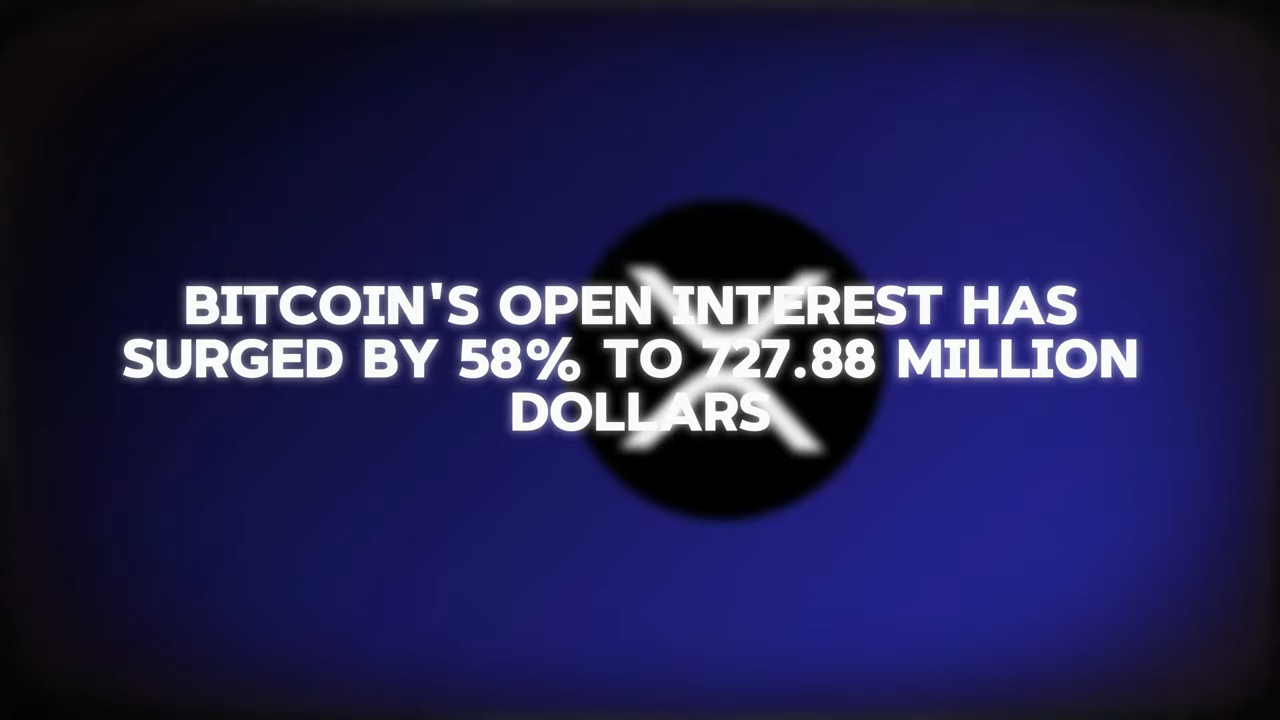 BITCOIN'S OPEN INTEREST HAS
SURGED BY 58% TO 727.88 MILLION
DOLLARS